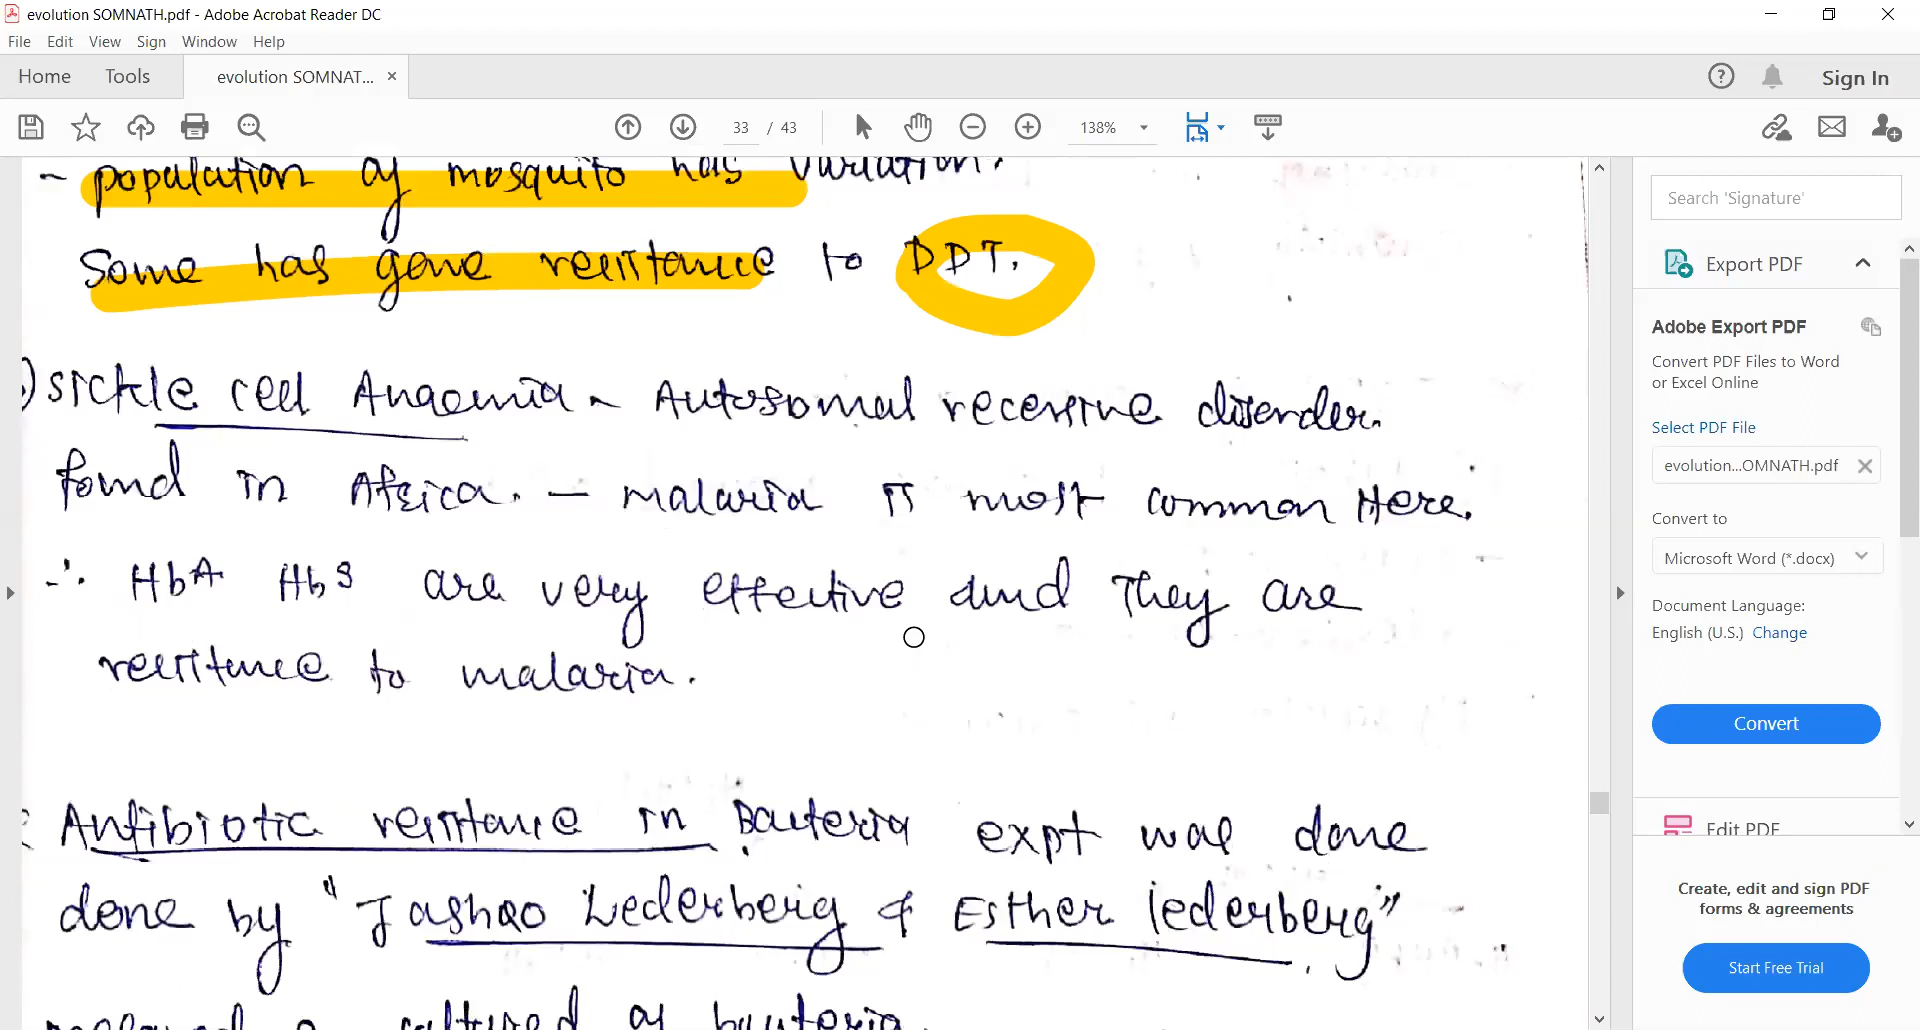 evolution SOMNATH.pdf - Adobe Acrobat Reader DC
File Edit View Sign Window Help
Home Tools evolution SOMNAT... ×
Sign In
33 / 43 138%
~ population of mosquito has variation.
Some has gene resistance to DDT.
) sickle cell Anaemia ~ Autosomal recessive disorder.
found in Africa. — malaria is most common Here.
∴ HbA HbS are very effective and They are
resistance to malaria.
Antibiotic resistance in Bacteria expt was done
done by "Jashao Lederberg & Esther lederberg"
cultured of bacteria.
Search 'Signature'
Export PDF
Adobe Export PDF
Convert PDF Files to Word
or Excel Online
Select PDF File
evolution...OMNATH.pdf
Convert to
Microsoft Word (*.docx)
Document Language:
English (U.S.) Change
Convert
Edit PDF
Create, edit and sign PDF
forms & agreements
Start Free Trial